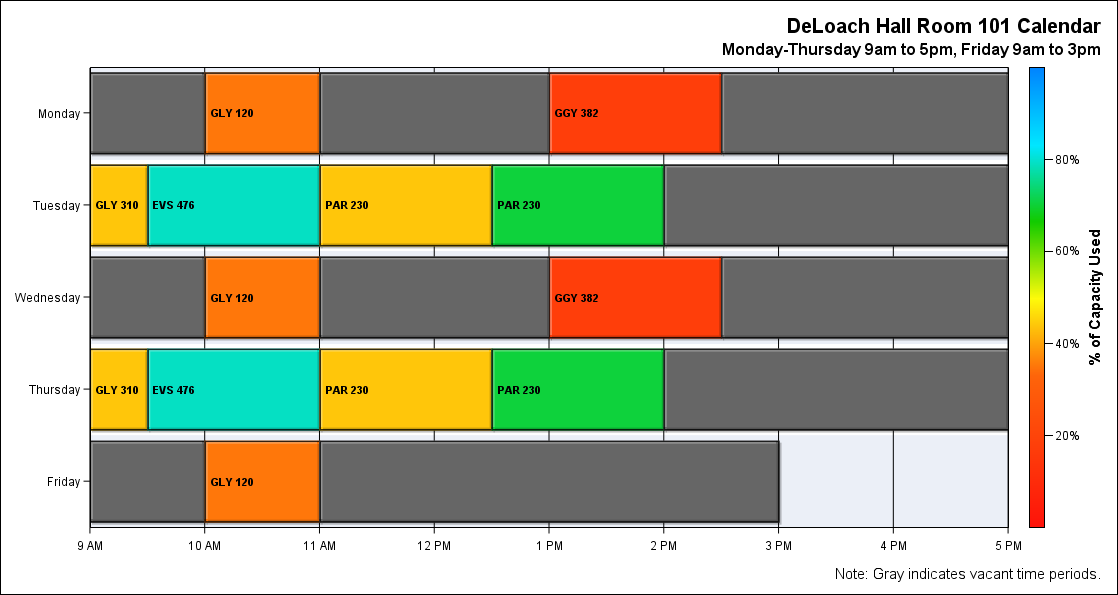 DeLoach Hall Room 101 Calendar
Monday-Thursday 9am to 5pm, Friday 9am to 3pm
Monday
GLY 120
GGY 382
Tuesday
GLY 310
EVS 476
PAR 230
PAR 230
Wednesday
GLY 120
GGY 382
Thursday
GLY 310
EVS 476
PAR 230
PAR 230
Friday
GLY 120
9 AM
10 AM
11 AM
12 PM
1 PM
2 PM
3 PM
4 PM
5 PM
80%
60%
40%
20%
% of Capacity Used
Note: Gray indicates vacant time periods.